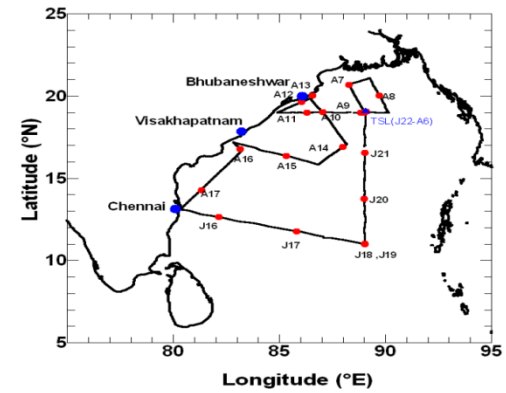 25
20
15
10
5
80
85
90
95
Latitude (°N)
Longitude (°E)
Bhubaneshwar
Visakhapatnam
Chennai
A13
A12
A11
A10
A9
A7
A8
TSL(J22-A6)
A14
A15
A16
A17
J21
J20
J16
J17
J18 ,J19